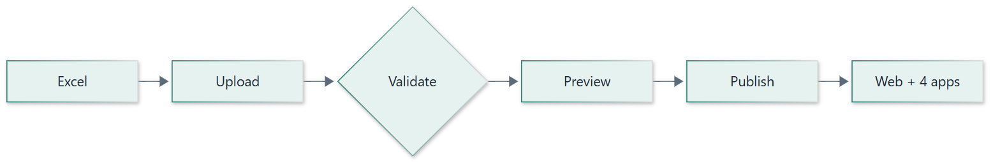 Excel
Upload
Validate
Preview
Publish
Web + 4 apps